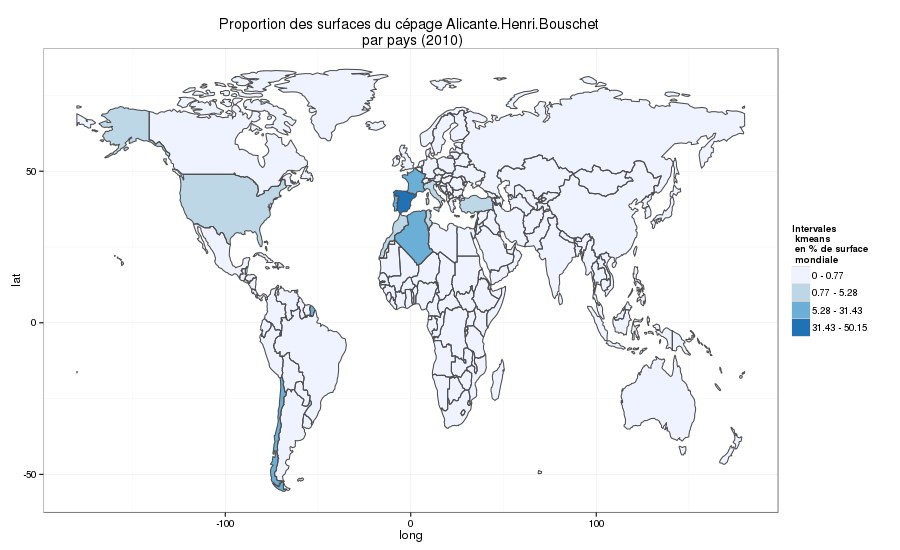 Proportion des surfaces du cépage Alicante.Henri.Bouschet
par pays (2010)
lat
50
0
-50
-100
0
100
long
Intervales
kmeans
en % de surface
mondiale
0 - 0.77
0.77 - 5.28
5.28 - 31.43
31.43 - 50.15